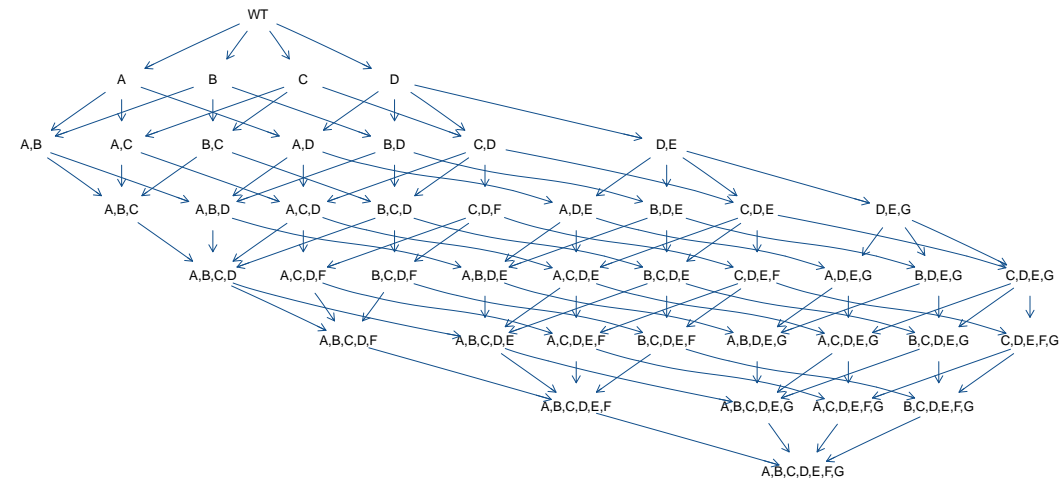 WT
A B C D
A,B A,C B,C A,D B,D C,D D,E
A,B,C A,B,D A,C,D B,C,D C,D,F A,D,E B,D,E C,D,E D,E,G
A,B,C,D A,C,D,F B,C,D,F A,B,D,E A,C,D,E B,C,D,E C,D,E,F A,D,E,G B,D,E,G C,D,E,G
A,B,C,D,F A,B,C,D,E A,C,D,E,F B,C,D,E,F A,B,D,E,G A,C,D,E,G B,C,D,E,G C,D,E,F,G
A,B,C,D,E,F A,B,C,D,E,G A,C,D,E,F,G B,C,D,E,F,G
A,B,C,D,E,F,G